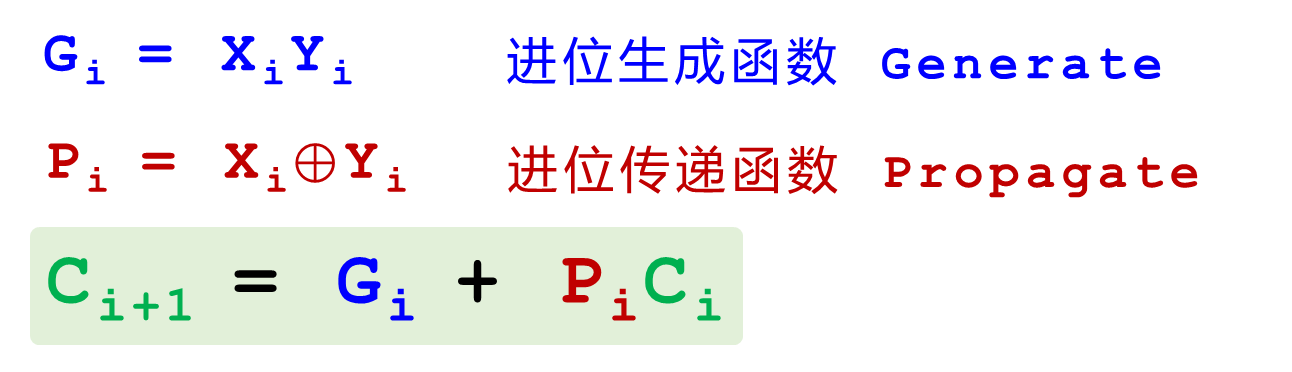 Gᵢ = XᵢYᵢ 进位生成函数 Generate
Pᵢ = Xᵢ⊕Yᵢ 进位传递函数 Propagate
Cᵢ₊₁ = Gᵢ + PᵢCᵢ